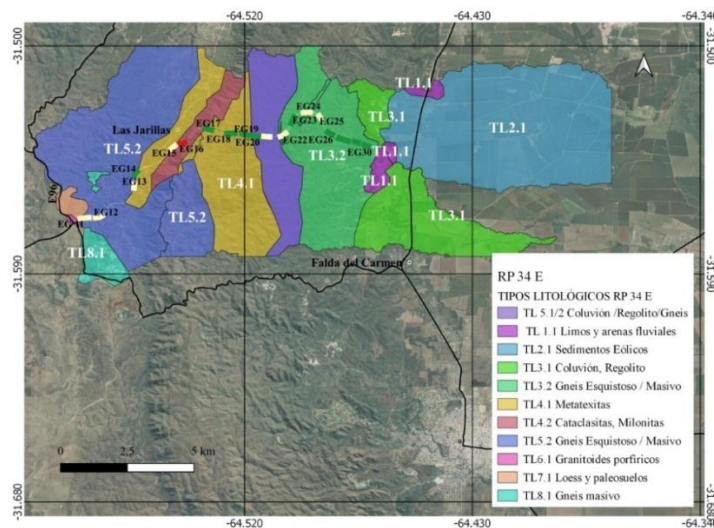 -64.520
-64.430
-64.340
-31.500
-31.500
TL1.1
EG24
TL3.1
EG23
EG25
EG17
EG19
Las Jarillas
TL5.2
EG18
EG20
EG22
EG26
TL3.2
EG30
TL1.1
TL2.1
EG15
EG16
EG14
EG13
TL1.1
E96
EG12
TL5.2
TL4.1
TL3.1
TL8.1
Falda del Carmen
-31.590
-31.590
RP 34 E
TIPOS LITOLÓGICOS RP 34 E
TL 5.1/2 Coluvión /Regolito/Gneis
TL 1.1 Limos y arenas fluviales
TL2.1 Sedimentos Eólicos
TL3.1 Coluvión, Regolito
TL3.2 Gneis Esquistoso / Masivo
TL4.1 Metatexitas
TL4.2 Cataclasitas, Milonitas
TL5.2 Gneis Esquistoso / Masivo
TL6.1 Granitoides porfíricos
TL7.1 Loess y paleosuelos
TL8.1 Gneis masivo
0 2,5 5 km
-31.680
-31.680
-64.520
-64.430
-64.340